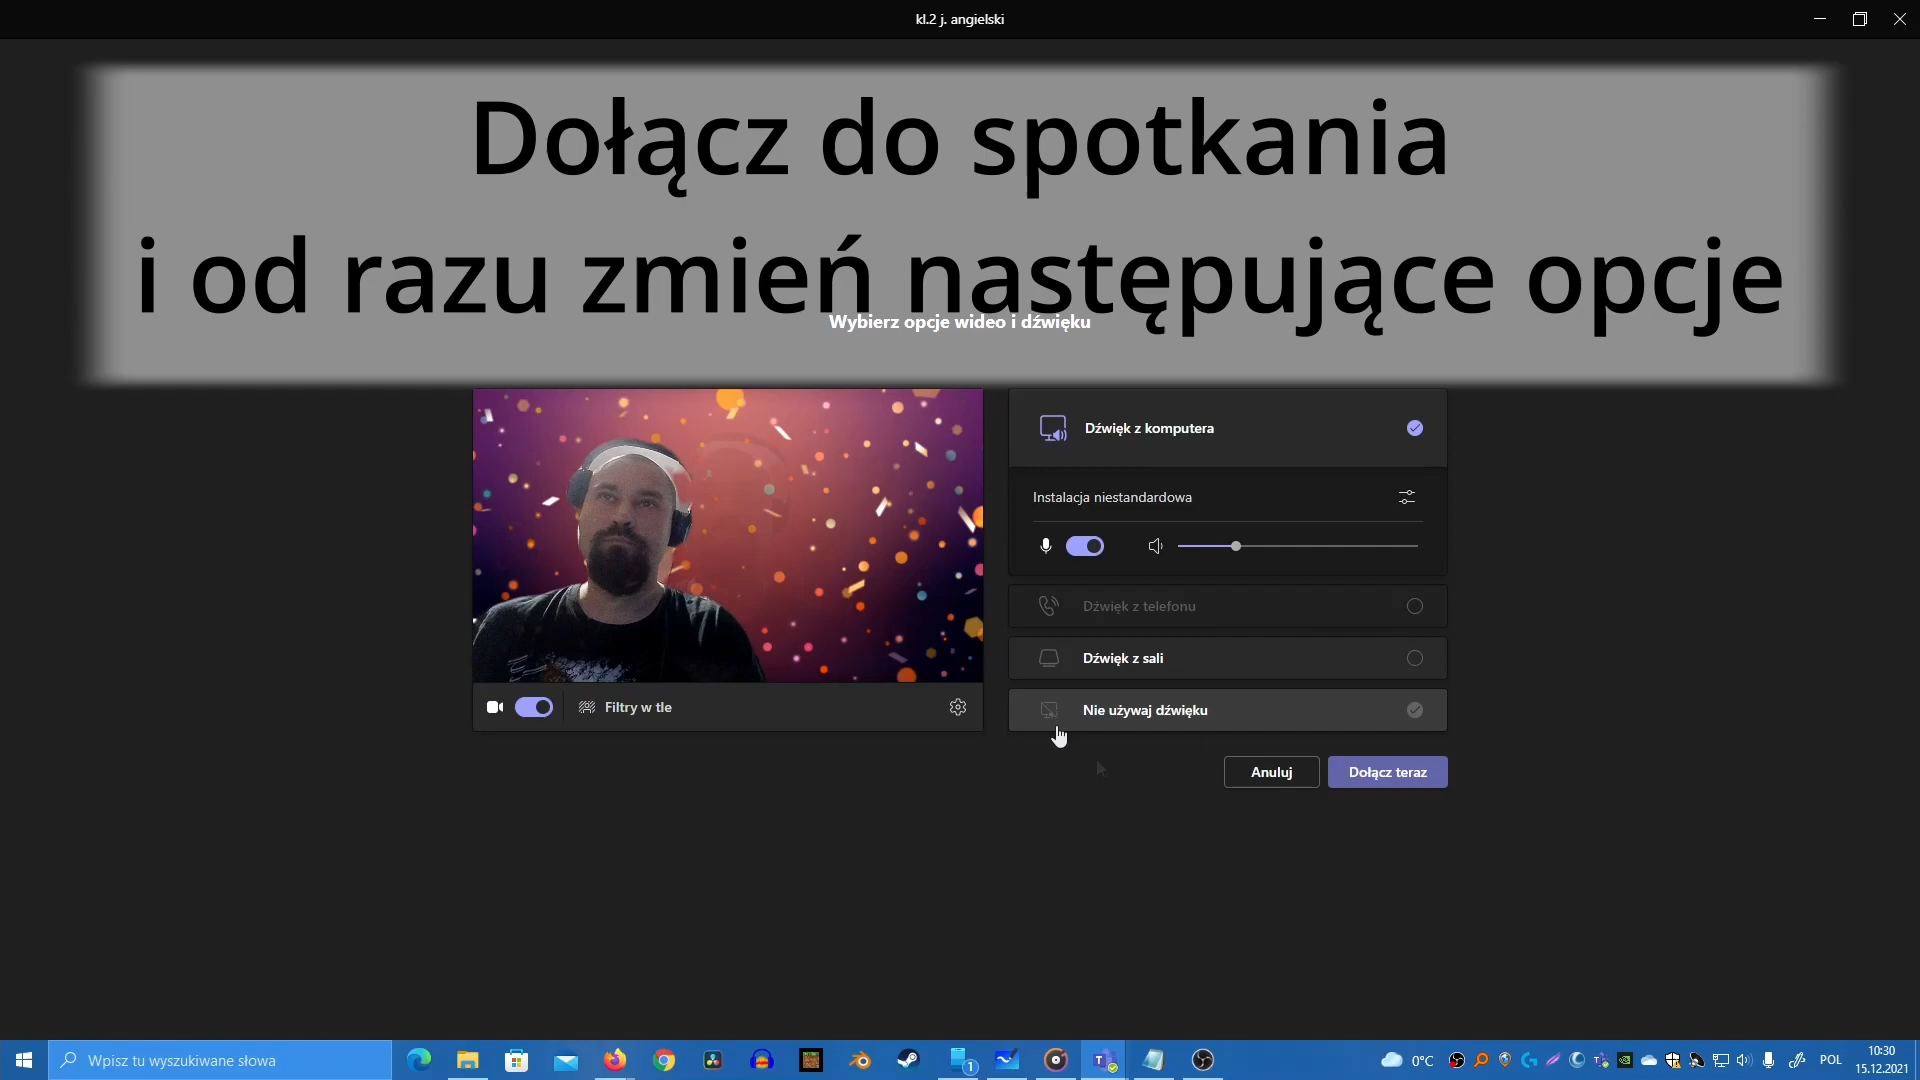 kl.2 j. angielski
Dołącz do spotkania
i od razu zmień następujące opcje
Wybierz opcje wideo i dźwięku
Dźwięk z komputera
Instalacja niestandardowa
Dźwięk z telefonu
Dźwięk z sali
Filtry w tle
Nie używaj dźwięku
Anuluj
Dołącz teraz
Wpisz tu wyszukiwane słowa
1
0°C
POL
10:30
15.12.2021